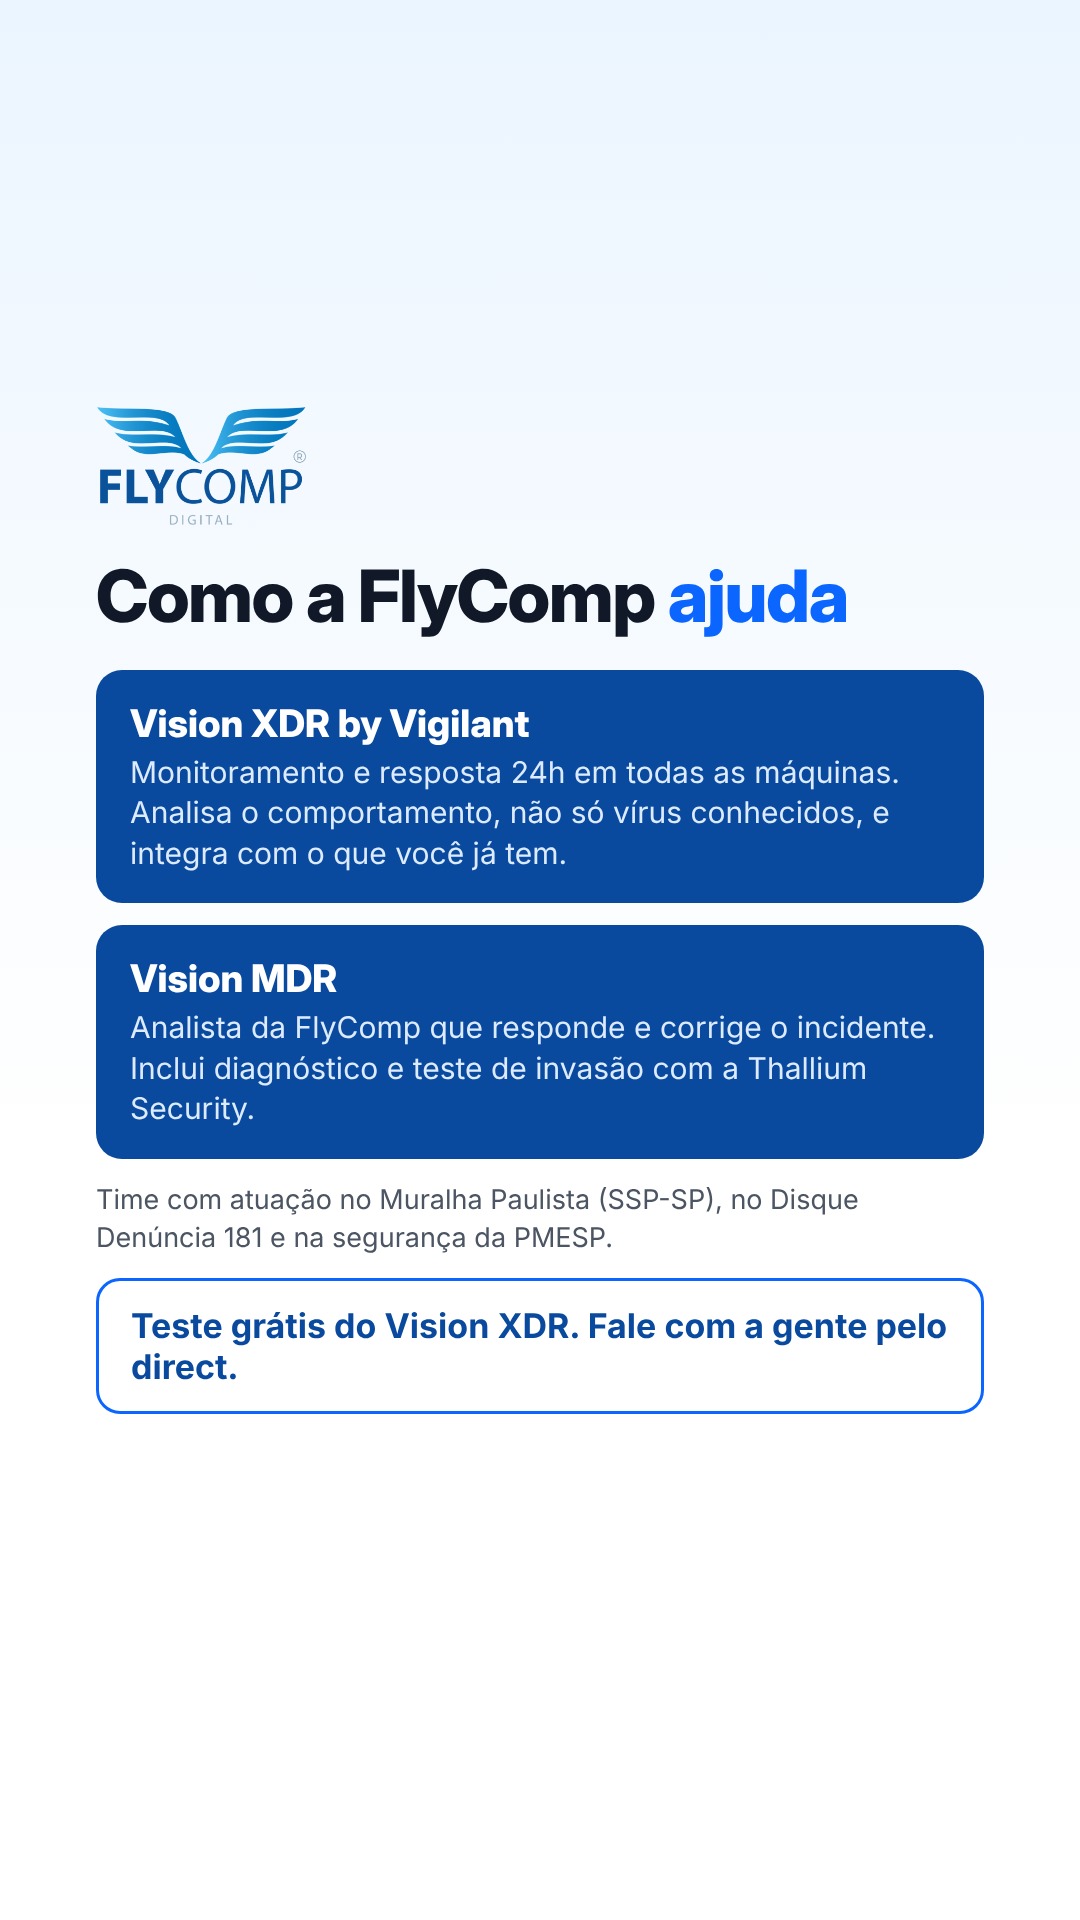 FLYCOMP®
DIGITAL
Como a FlyComp ajuda
Vision XDR by Vigilant
Monitoramento e resposta 24h em todas as máquinas.
Analisa o comportamento, não só vírus conhecidos, e
integra com o que você já tem.
Vision MDR
Analista da FlyComp que responde e corrige o incidente.
Inclui diagnóstico e teste de invasão com a Thallium
Security.
Time com atuação no Muralha Paulista (SSP-SP), no Disque
Denúncia 181 e na segurança da PMESP.
Teste grátis do Vision XDR. Fale com a gente pelo
direct.